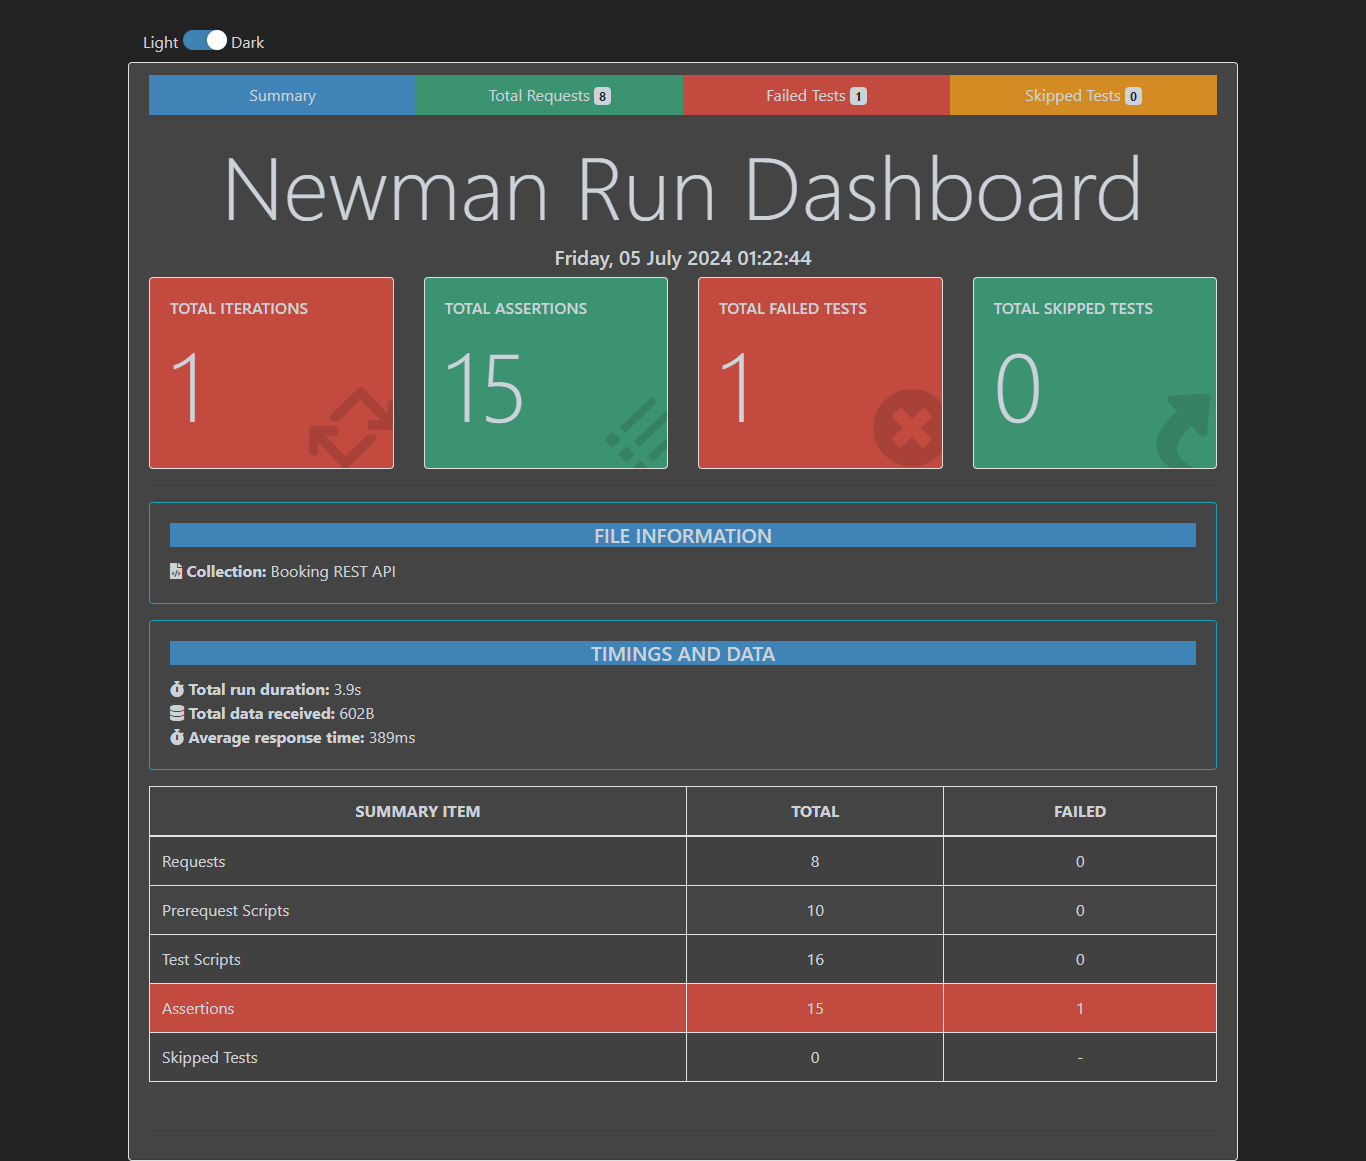 Light Dark
Summary Total Requests 8 Failed Tests 1 Skipped Tests 0
Newman Run Dashboard
Friday, 05 July 2024 01:22:44
TOTAL ITERATIONS
1
TOTAL ASSERTIONS
15
TOTAL FAILED TESTS
1
TOTAL SKIPPED TESTS
0
FILE INFORMATION
Collection: Booking REST API
TIMINGS AND DATA
Total run duration: 3.9s
Total data received: 602B
Average response time: 389ms
SUMMARY ITEM TOTAL FAILED
Requests 8 0
Prerequest Scripts 10 0
Test Scripts 16 0
Assertions 15 1
Skipped Tests 0 -